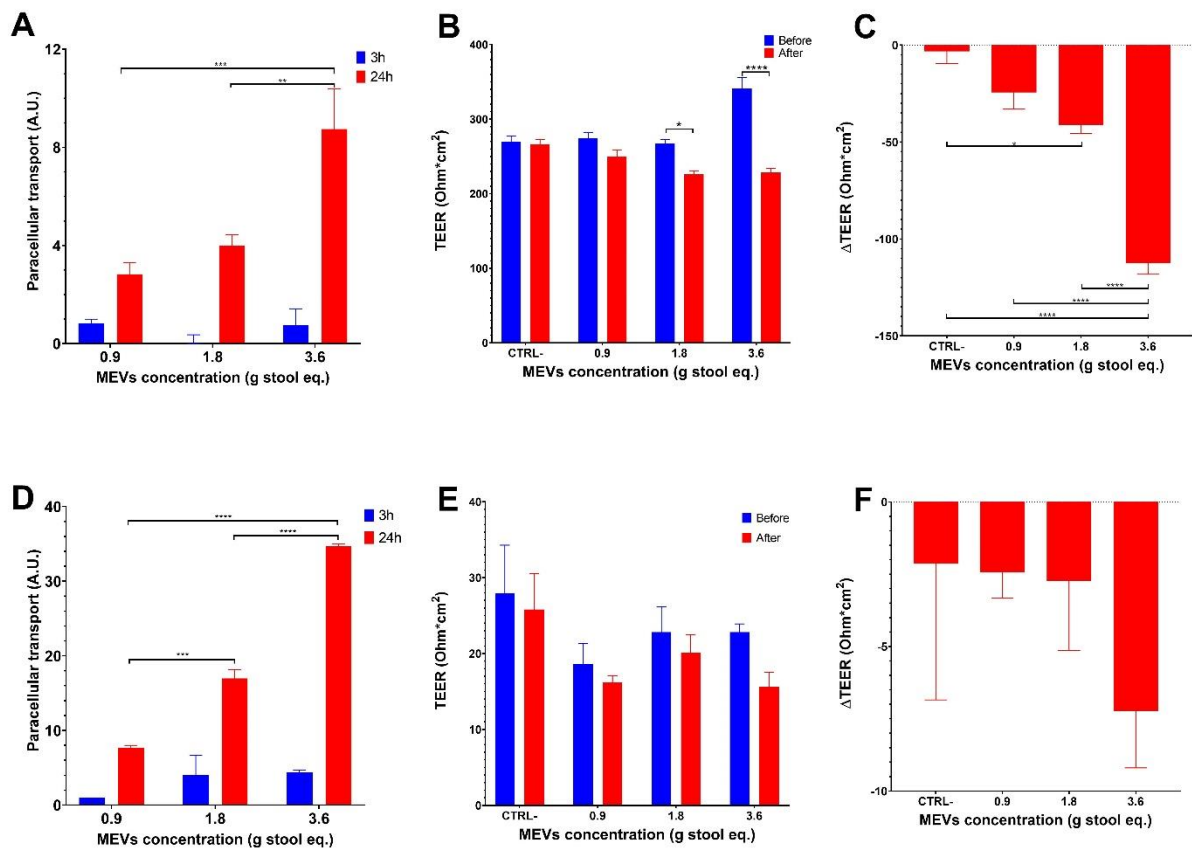 A
Paracellular transport (A.U.)
12
8
4
0
3h
24h
***
**
0.9 1.8 3.6
MEVs concentration (g stool eq.)
B
TEER (Ohm*cm²)
400
300
200
100
0
Before
After
*
****
CTRL- 0.9 1.8 3.6
MEVs concentration (g stool eq.)
C
ΔTEER (Ohm*cm²)
0
-50
-100
-150
*
****
****
****
CTRL- 0.9 1.8 3.6
MEVs concentration (g stool eq.)
D
Paracellular transport (A.U.)
40
30
20
10
0
3h
24h
****
****
***
0.9 1.8 3.6
MEVs concentration (g stool eq.)
E
TEER (Ohm*cm²)
40
30
20
10
0
Before
After
CTRL- 0.9 1.8 3.6
MEVs concentration (g stool eq.)
F
ΔTEER (Ohm*cm²)
0
-5
-10
CTRL- 0.9 1.8 3.6
MEVs concentration (g stool eq.)